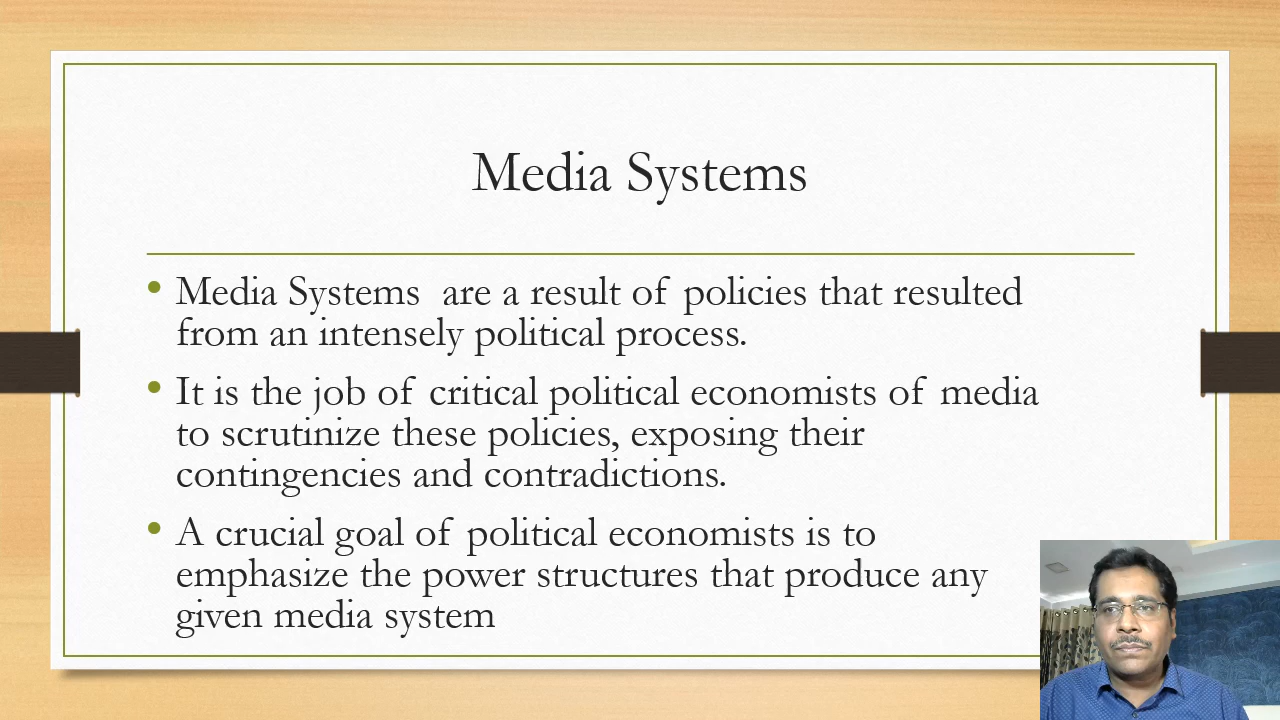 Media Systems
• Media Systems  are a result of policies that resulted
from an intensely political process.
• It is the job of critical political economists of media
to scrutinize these policies, exposing their
contingencies and contradictions.
• A crucial goal of political economists is to
emphasize the power structures that produce any
given media system